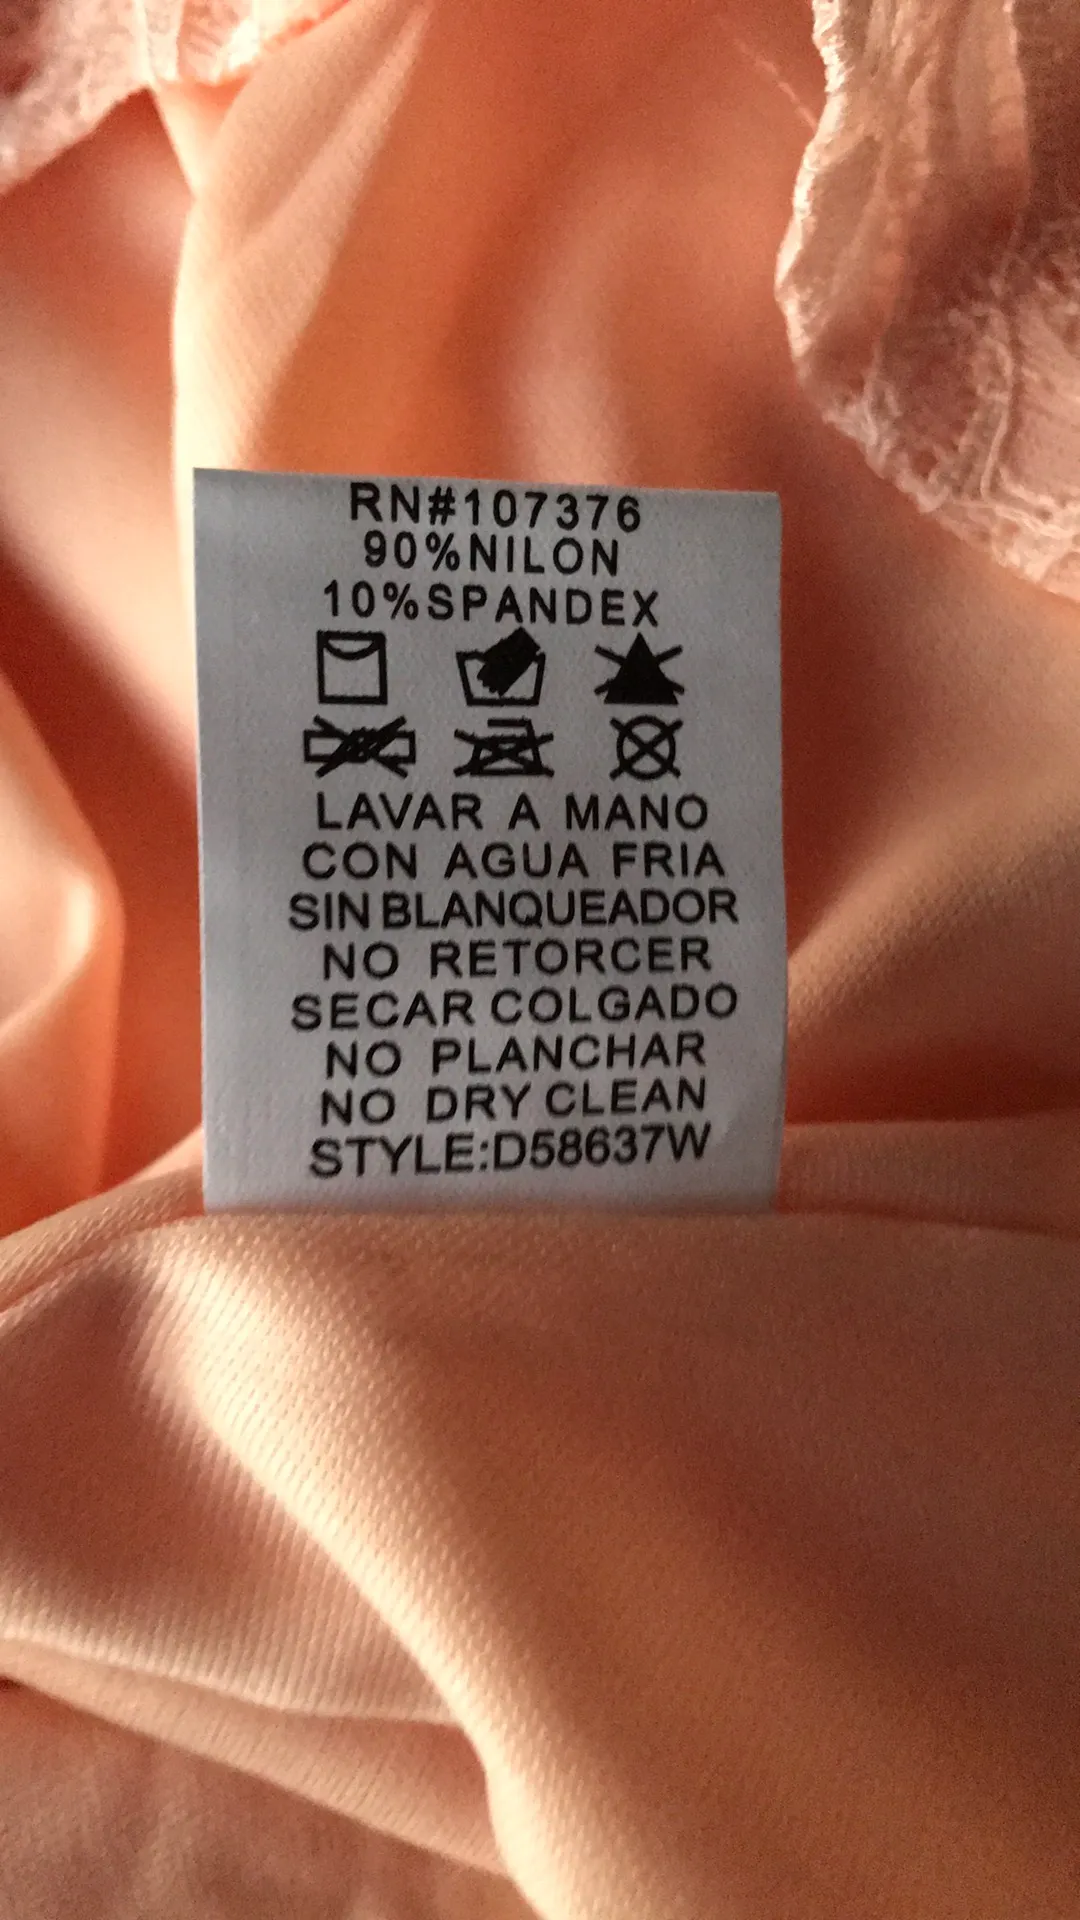 RN#107376
90%NILON
10%SPANDEX
LAVAR A MANO
CON AGUA FRIA
SIN BLANQUEADOR
NO RETORCER
SECAR COLGADO
NO PLANCHAR
NO DRY CLEAN
STYLE:D58637W